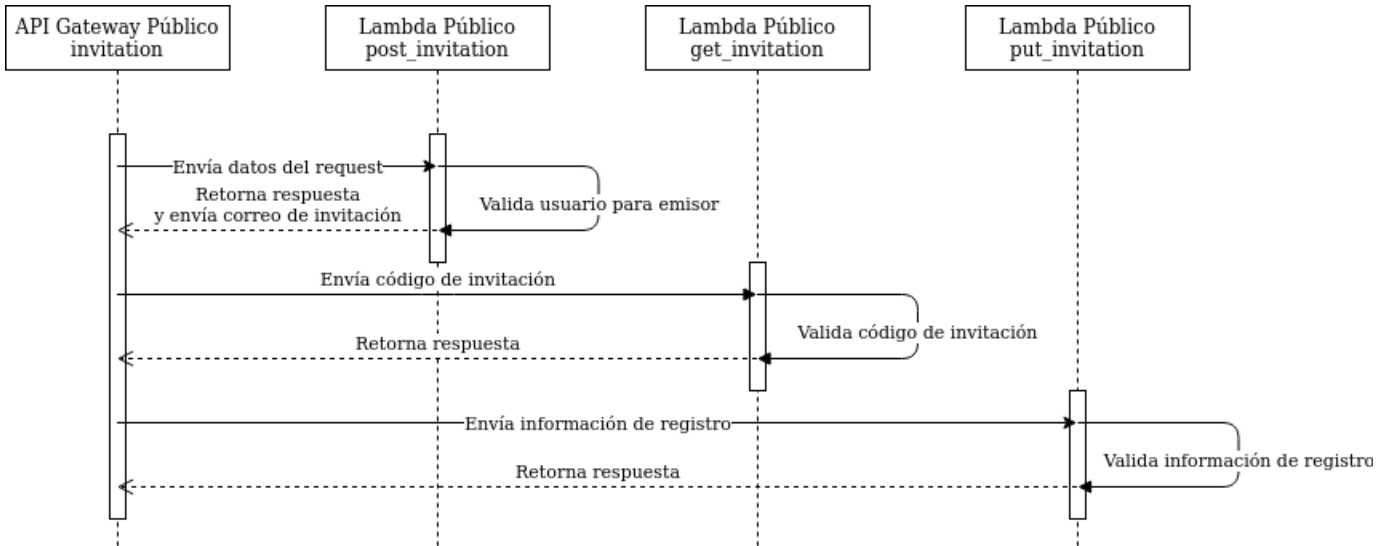 API Gateway Público
invitation
Lambda Público
post_invitation
Lambda Público
get_invitation
Lambda Público
put_invitation
Envía datos del request
Retorna respuesta
y envía correo de invitación
Valida usuario para emisor
Envía código de invitación
Valida código de invitación
Retorna respuesta
Envía información de registro
Valida información de registro
Retorna respuesta